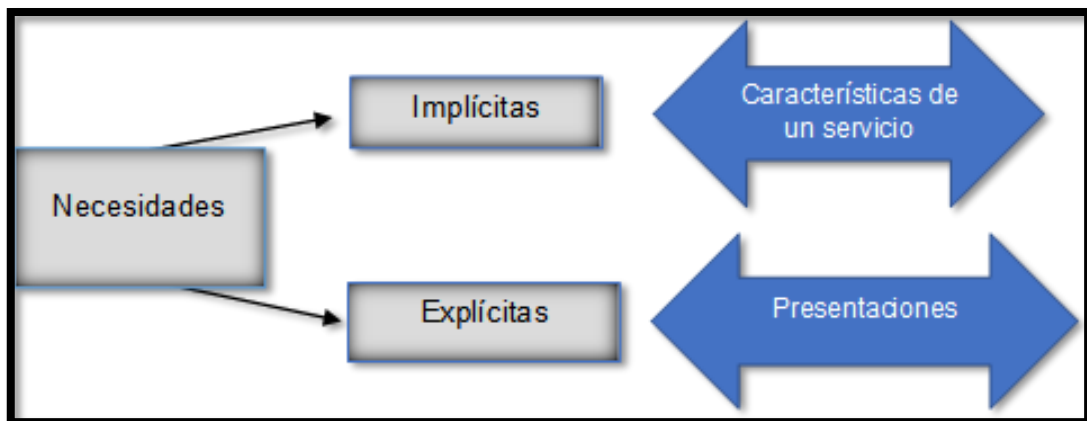 Necesidades
Implícitas
Características de
un servicio
Explícitas
Presentaciones